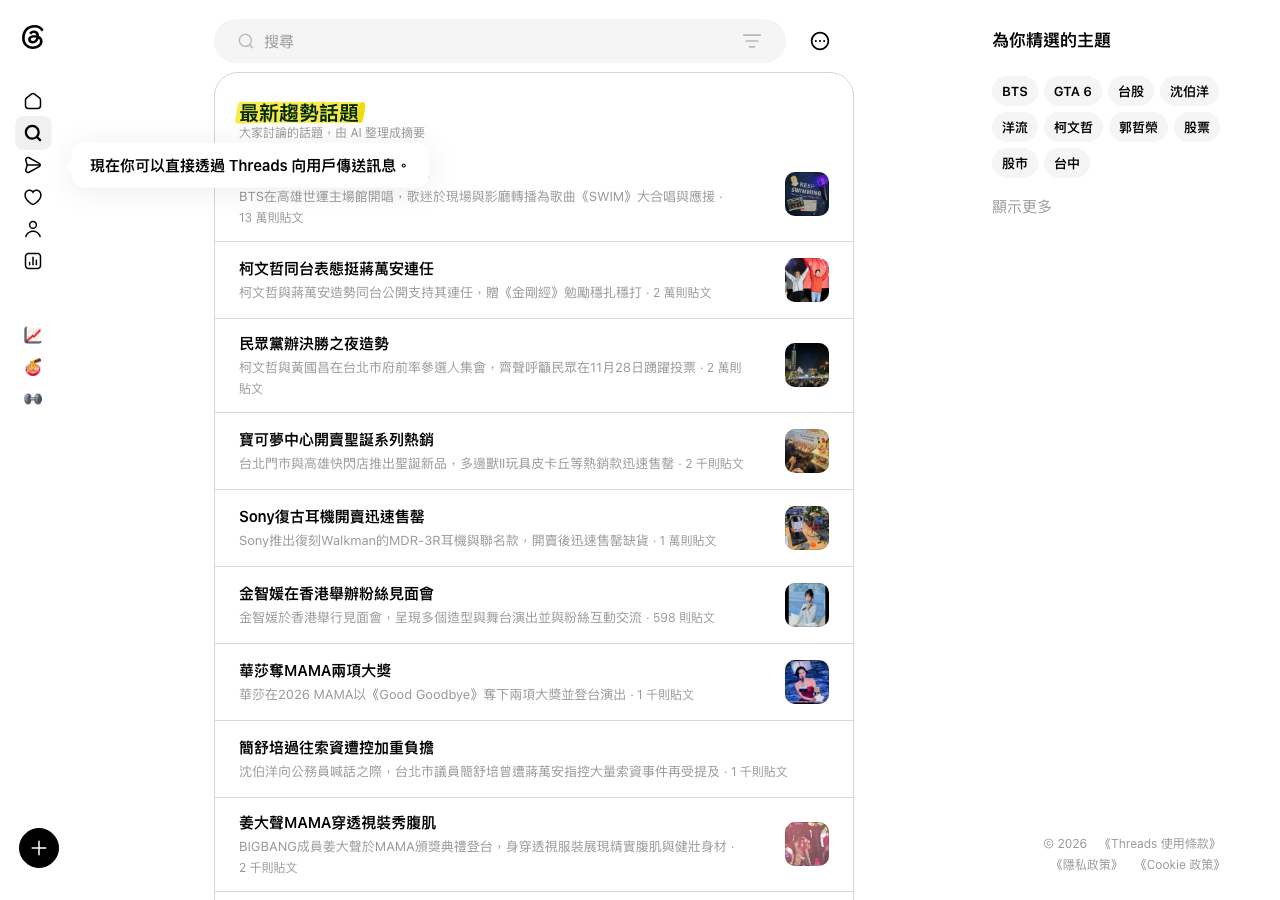 搜尋
最新趨勢話題
大家討論的話題，由 AI 整理成摘要
現在你可以直接透過 Threads 向用戶傳送訊息。
BTS在高雄世運主場館開唱，歌迷於現場與影廳轉播為歌曲《SWIM》大合唱與應援 ·
13 萬則貼文
柯文哲同台表態挺蔣萬安連任
柯文哲與蔣萬安造勢同台公開支持其連任，贈《金剛經》勉勵穩扎穩打 · 2 萬則貼文
民眾黨辦決勝之夜造勢
柯文哲與黃國昌在台北市府前率參選人集會，齊聲呼籲民眾在11月28日踴躍投票 · 2 萬則
貼文
寶可夢中心開賣聖誕系列熱銷
台北門市與高雄快閃店推出聖誕新品，多邊獸II玩具皮卡丘等熱銷款迅速售罄 · 2 千則貼文
Sony復古耳機開賣迅速售罄
Sony推出復刻Walkman的MDR-3R耳機與聯名款，開賣後迅速售罄缺貨 · 1 萬則貼文
金智媛在香港舉辦粉絲見面會
金智媛於香港舉行見面會，呈現多個造型與舞台演出並與粉絲互動交流 · 598 則貼文
華莎奪MAMA兩項大獎
華莎在2026 MAMA以《Good Goodbye》奪下兩項大獎並登台演出 · 1 千則貼文
簡舒培過往索資遭控加重負擔
沈伯洋向公務員喊話之際，台北市議員簡舒培曾遭蔣萬安指控大量索資事件再受提及 · 1 千則貼文
姜大聲MAMA穿透視裝秀腹肌
BIGBANG成員姜大聲於MAMA頒獎典禮登台，身穿透視服裝展現精實腹肌與健壯身材 ·
2 千則貼文
為你精選的主題
BTS
GTA 6
台股
沈伯洋
洋流
柯文哲
郭哲榮
股票
股市
台中
顯示更多
KEEP SWIMMING
© 2026 《Threads 使用條款》
《隱私政策》 《Cookie 政策》